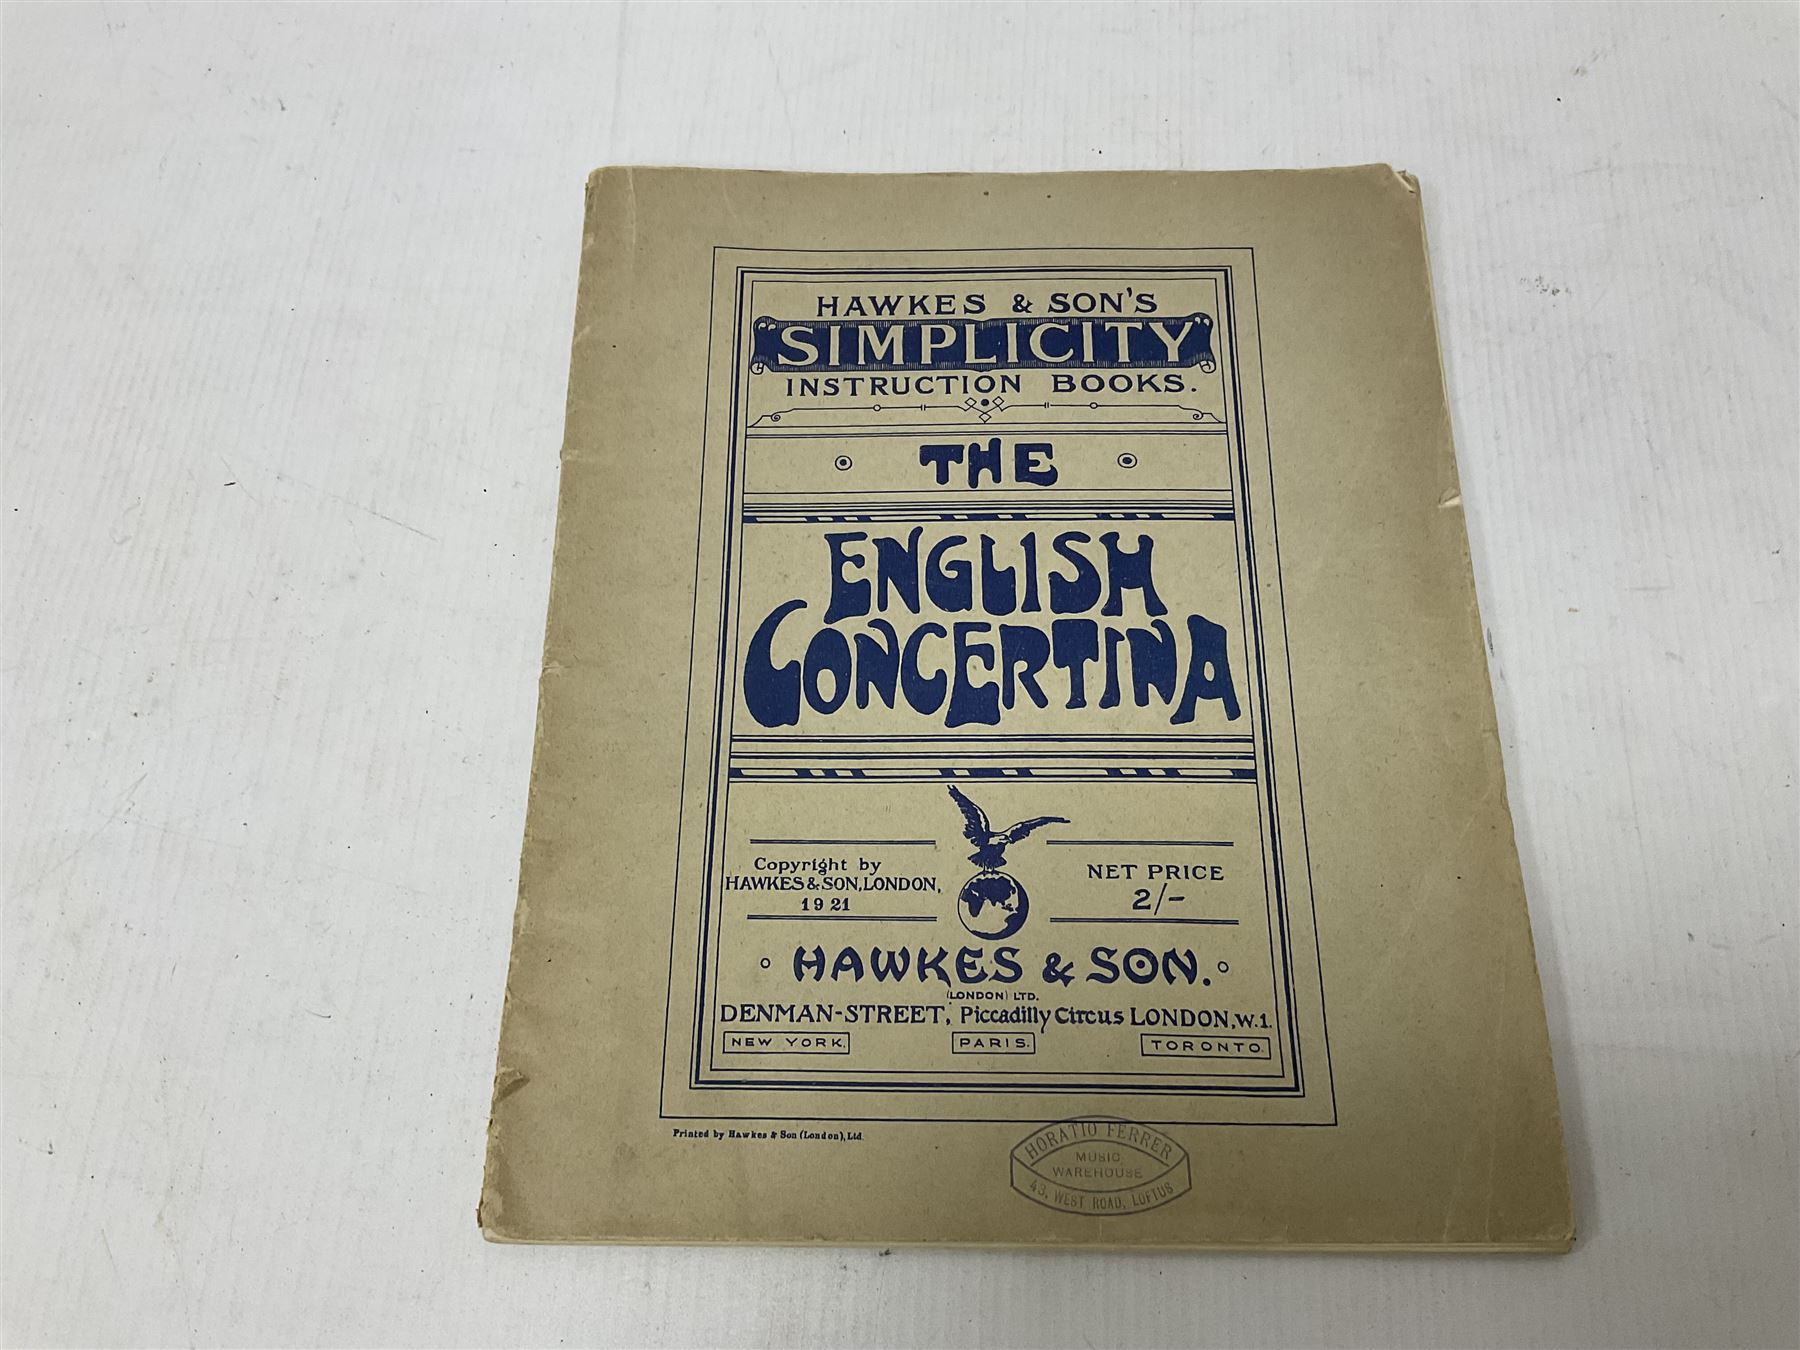 HAWKES & SON'S
SIMPLICITY
INSTRUCTION BOOKS.
THE
ENGLISH
CONCERTINA
Copyright by
HAWKES & SON, LONDON,
1921
NET PRICE
2/-
HAWKES & SON.
(LONDON) LTD.
DENMAN-STREET, Piccadilly Circus LONDON, W.1.
NEW YORK.
PARIS.
TORONTO.
Printed by Hawkes & Son (London), Ltd.
HORATIO FERRER
MUSIC
WAREHOUSE
43, WEST ROAD, LOFTUS